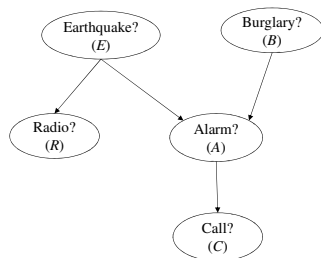 Earthquake?
(E)
Burglary?
(B)
Radio?
(R)
Alarm?
(A)
Call?
(C)